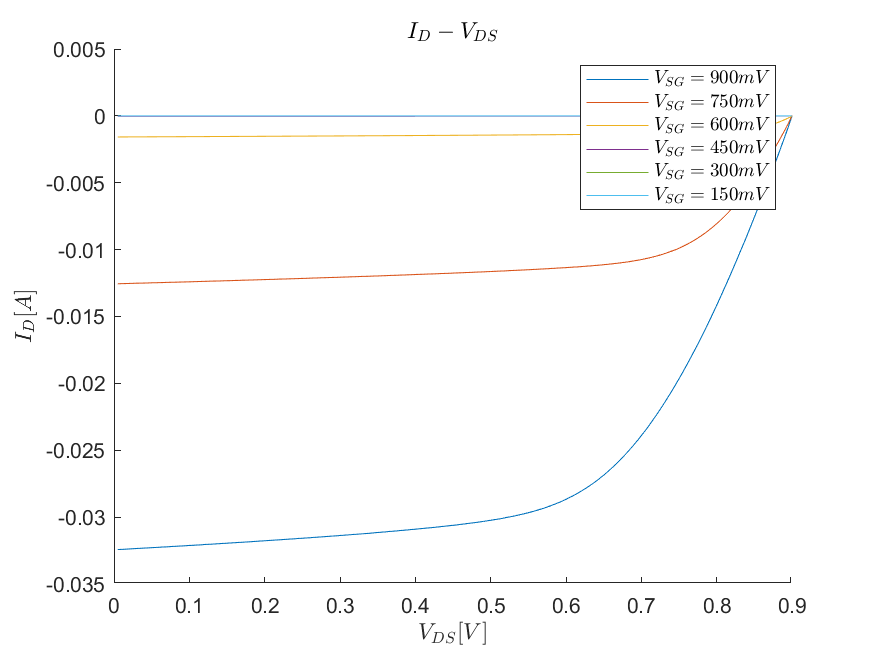 I_D − V_DS
0.005
0
-0.005
-0.01
-0.015
-0.02
-0.025
-0.03
-0.035
I_D[A]
V_SG = 900mV
V_SG = 750mV
V_SG = 600mV
V_SG = 450mV
V_SG = 300mV
V_SG = 150mV
0 0.1 0.2 0.3 0.4 0.5 0.6 0.7 0.8 0.9
V_DS[V]